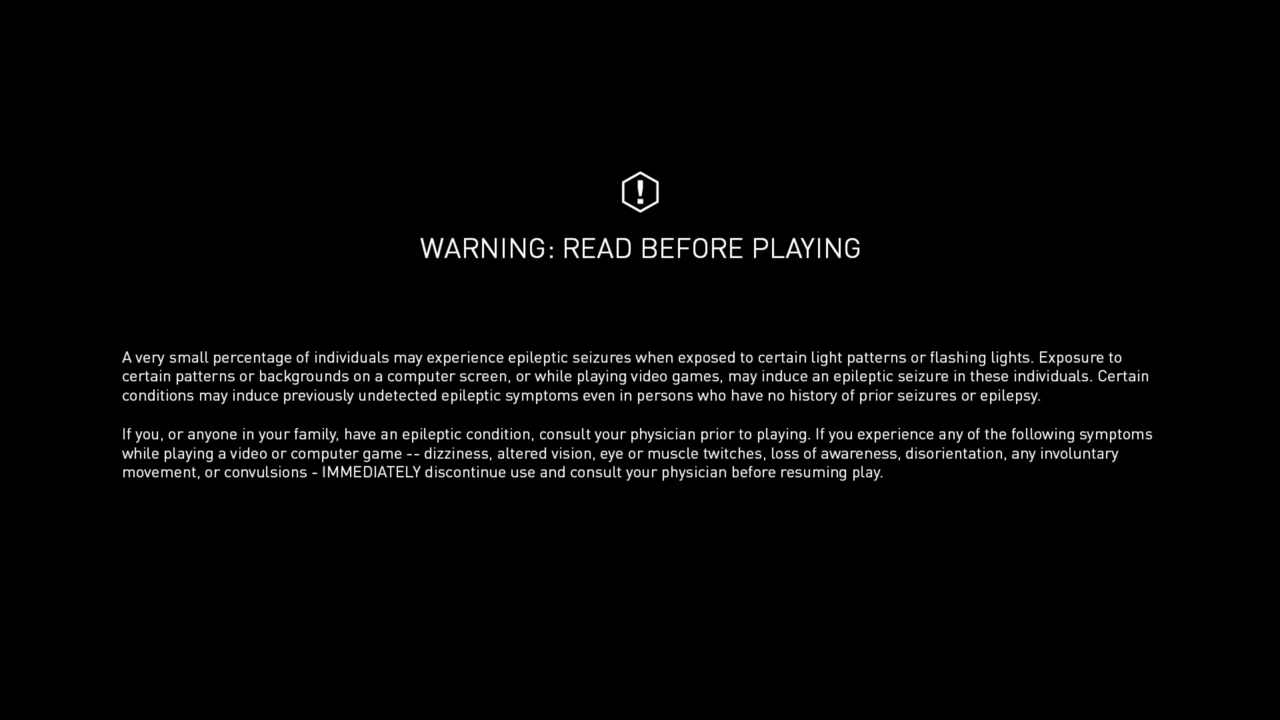 WARNING: READ BEFORE PLAYING
A very small percentage of individuals may experience epileptic seizures when exposed to certain light patterns or flashing lights. Exposure to
certain patterns or backgrounds on a computer screen, or while playing video games, may induce an epileptic seizure in these individuals. Certain
conditions may induce previously undetected epileptic symptoms even in persons who have no history of prior seizures or epilepsy.
If you, or anyone in your family, have an epileptic condition, consult your physician prior to playing. If you experience any of the following symptoms
while playing a video or computer game -- dizziness, altered vision, eye or muscle twitches, loss of awareness, disorientation, any involuntary
movement, or convulsions - IMMEDIATELY discontinue use and consult your physician before resuming play.